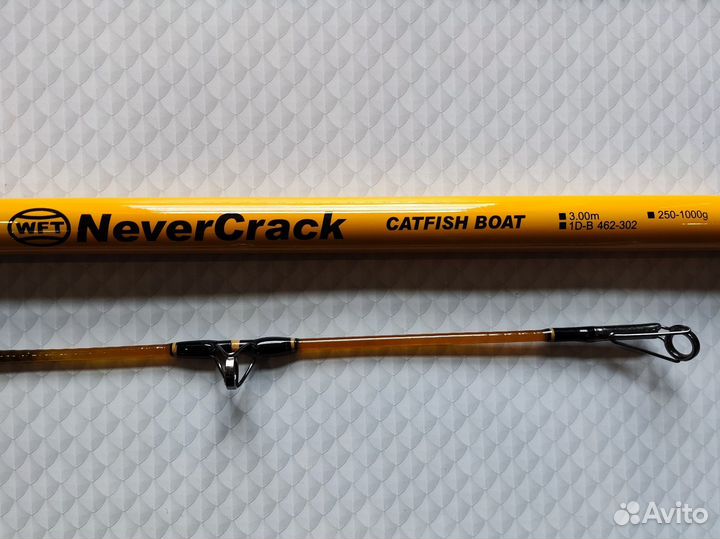 WFT NeverCrack CATFISH BOAT ■ 3.00m ■ 250-1000g
■ 1D-B 462-302
Avito